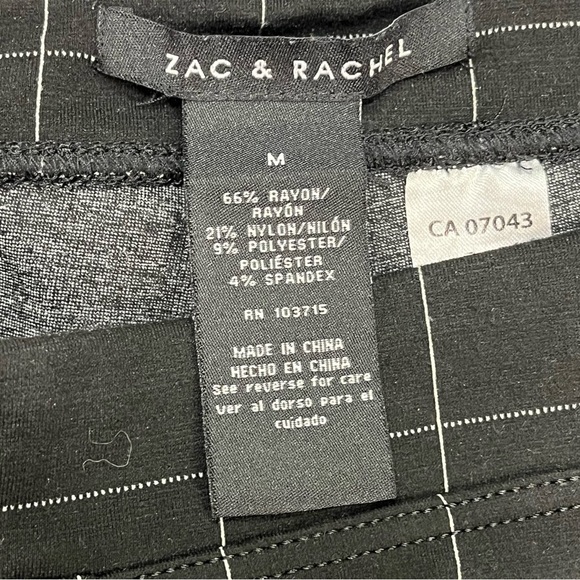 ZAC & RACHEL
M
66% RAYON/
RAYÓN
21% NYLON/NILÓN
9% POLYESTER/
POLIÉSTER
4% SPANDEX
RN 103715
MADE IN CHINA
HECHO EN CHINA
See reverse for care
Ver al dorso para el
cuidado
CA 07043